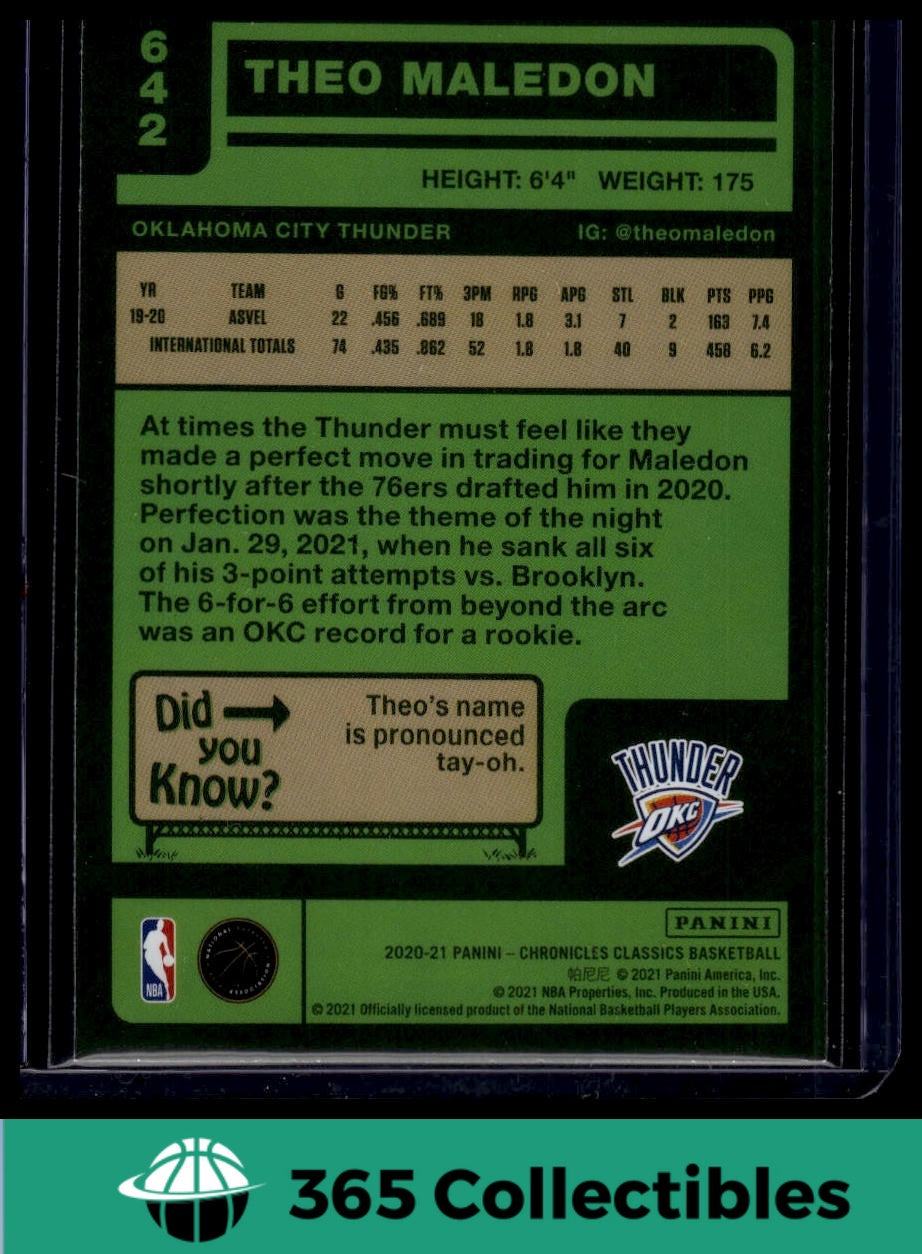 6
4
2
THEO MALEDON
HEIGHT: 6'4" WEIGHT: 175
OKLAHOMA CITY THUNDER IG: @theomaledon
YR TEAM G FG% FT% 3PM RPG APG STL BLK PTS PPG
19-20 ASVEL 22 .456 .689 18 1.8 3.1 7 2 163 7.4
INTERNATIONAL TOTALS 74 .435 .862 52 1.8 1.8 40 9 458 6.2
At times the Thunder must feel like they
made a perfect move in trading for Maledon
shortly after the 76ers drafted him in 2020.
Perfection was the theme of the night
on Jan. 29, 2021, when he sank all six
of his 3-point attempts vs. Brooklyn.
The 6-for-6 effort from beyond the arc
was an OKC record for a rookie.
Did
you
Know?
Theo's name
is pronounced
tay-oh.
THUNDER
OKC
NBA
PANINI
2020-21 PANINI – CHRONICLES CLASSICS BASKETBALL
帕尼尼 © 2021 Panini America, Inc.
© 2021 NBA Properties, Inc. Produced in the USA.
© 2021 Officially licensed product of the National Basketball Players Association.
365 Collectibles